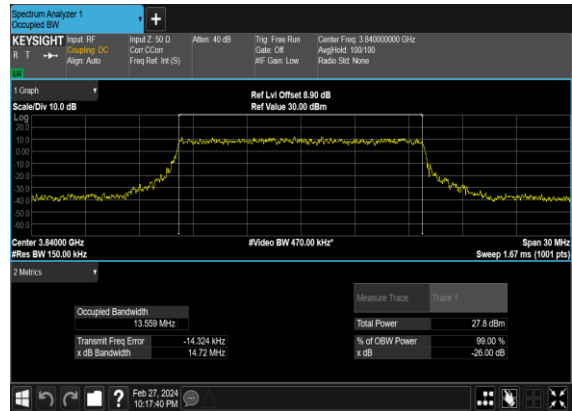 Spectrum Analyzer 1
Occupied BW
+
KEYSIGHT Input: RF Input Z: 50 Ω Atten: 40 dB Trig: Free Run Center Freq: 3.840000000 GHz
R T Coupling: DC Corr CCorr Gate: Off Avg|Hold: 100/100
Align: Auto Freq Ref: Int (S) #IF Gain: Low Radio Std: None
1 Graph
Ref Lvl Offset 8.90 dB
Scale/Div 10.0 dB Ref Value 30.00 dBm
Log
20.0
10.0
0.00
-10.0
-20.0
-30.0
-40.0
-50.0
-60.0
Center 3.84000 GHz #Video BW 470.00 kHz* Span 30 MHz
#Res BW 150.00 kHz Sweep 1.67 ms (1001 pts)
2 Metrics
Measure Trace Trace 1
Occupied Bandwidth
13.559 MHz Total Power 27.8 dBm
Transmit Freq Error -14.324 kHz % of OBW Power 99.00 %
x dB Bandwidth 14.72 MHz x dB -26.00 dB
? Feb 27, 2024
10:17:40 PM